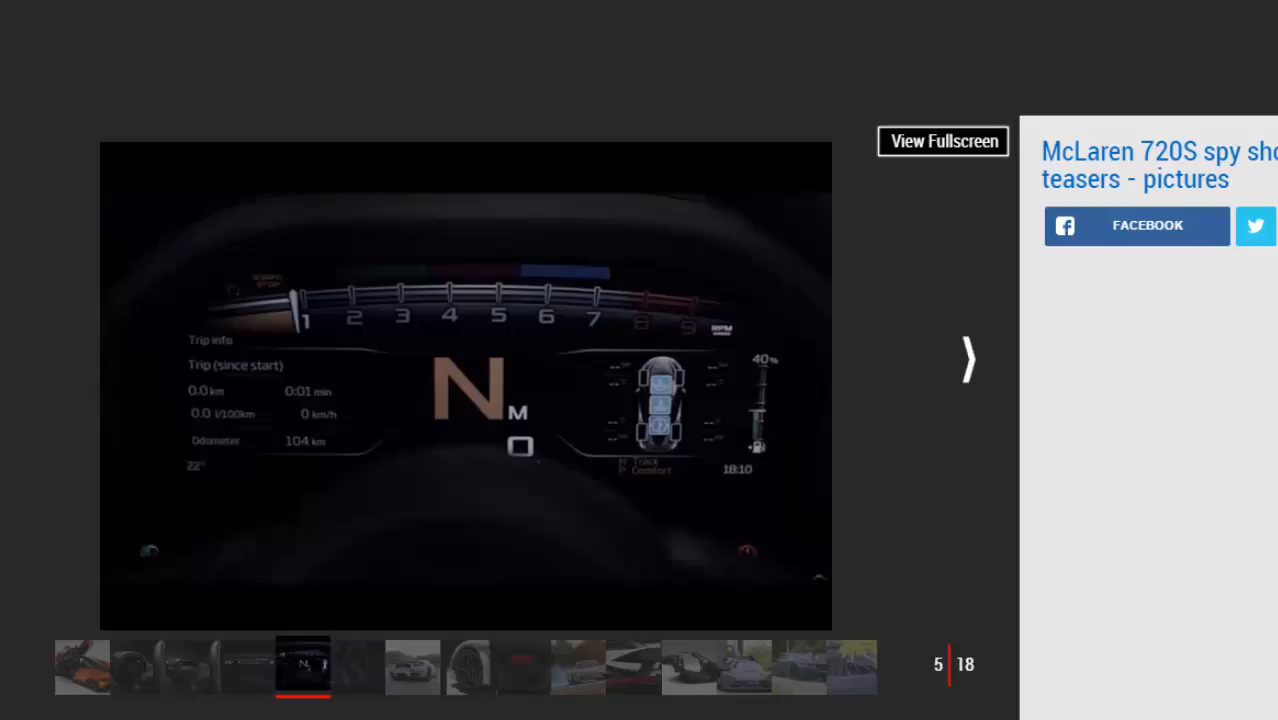 View Fullscreen
McLaren 720S spy sho
teasers - pictures
FACEBOOK
1 2 3 4 5 6 7 8 9 RPM
Trip info
Trip (since start)
0.0 km 0:01 min
0.0 l/100km 0 km/h
Odometer 104 km
22°
N M
0
40%
H Track
P Comfort
18:10
5 18